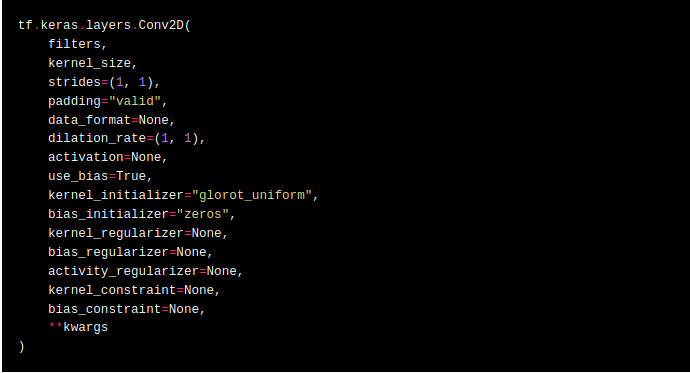 tf.keras.layers.Conv2D(
    filters,
    kernel_size,
    strides=(1, 1),
    padding="valid",
    data_format=None,
    dilation_rate=(1, 1),
    activation=None,
    use_bias=True,
    kernel_initializer="glorot_uniform",
    bias_initializer="zeros",
    kernel_regularizer=None,
    bias_regularizer=None,
    activity_regularizer=None,
    kernel_constraint=None,
    bias_constraint=None,
    **kwargs
)